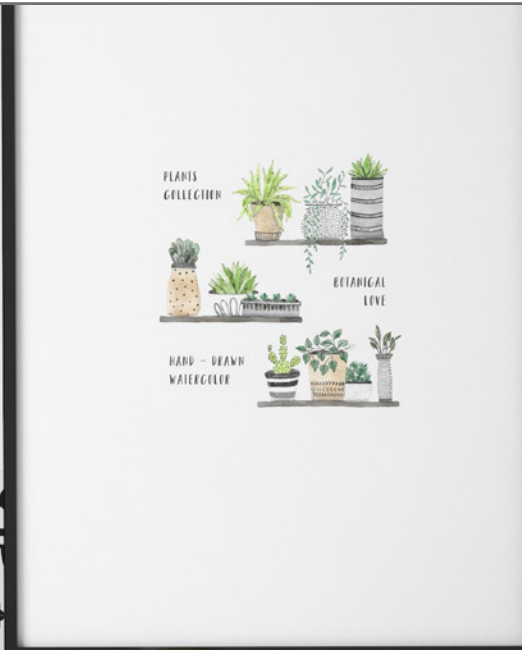 PLANTS
COLLECTION
BOTANICAL
LOVE
HAND - DRAWN
WATERCOLOR